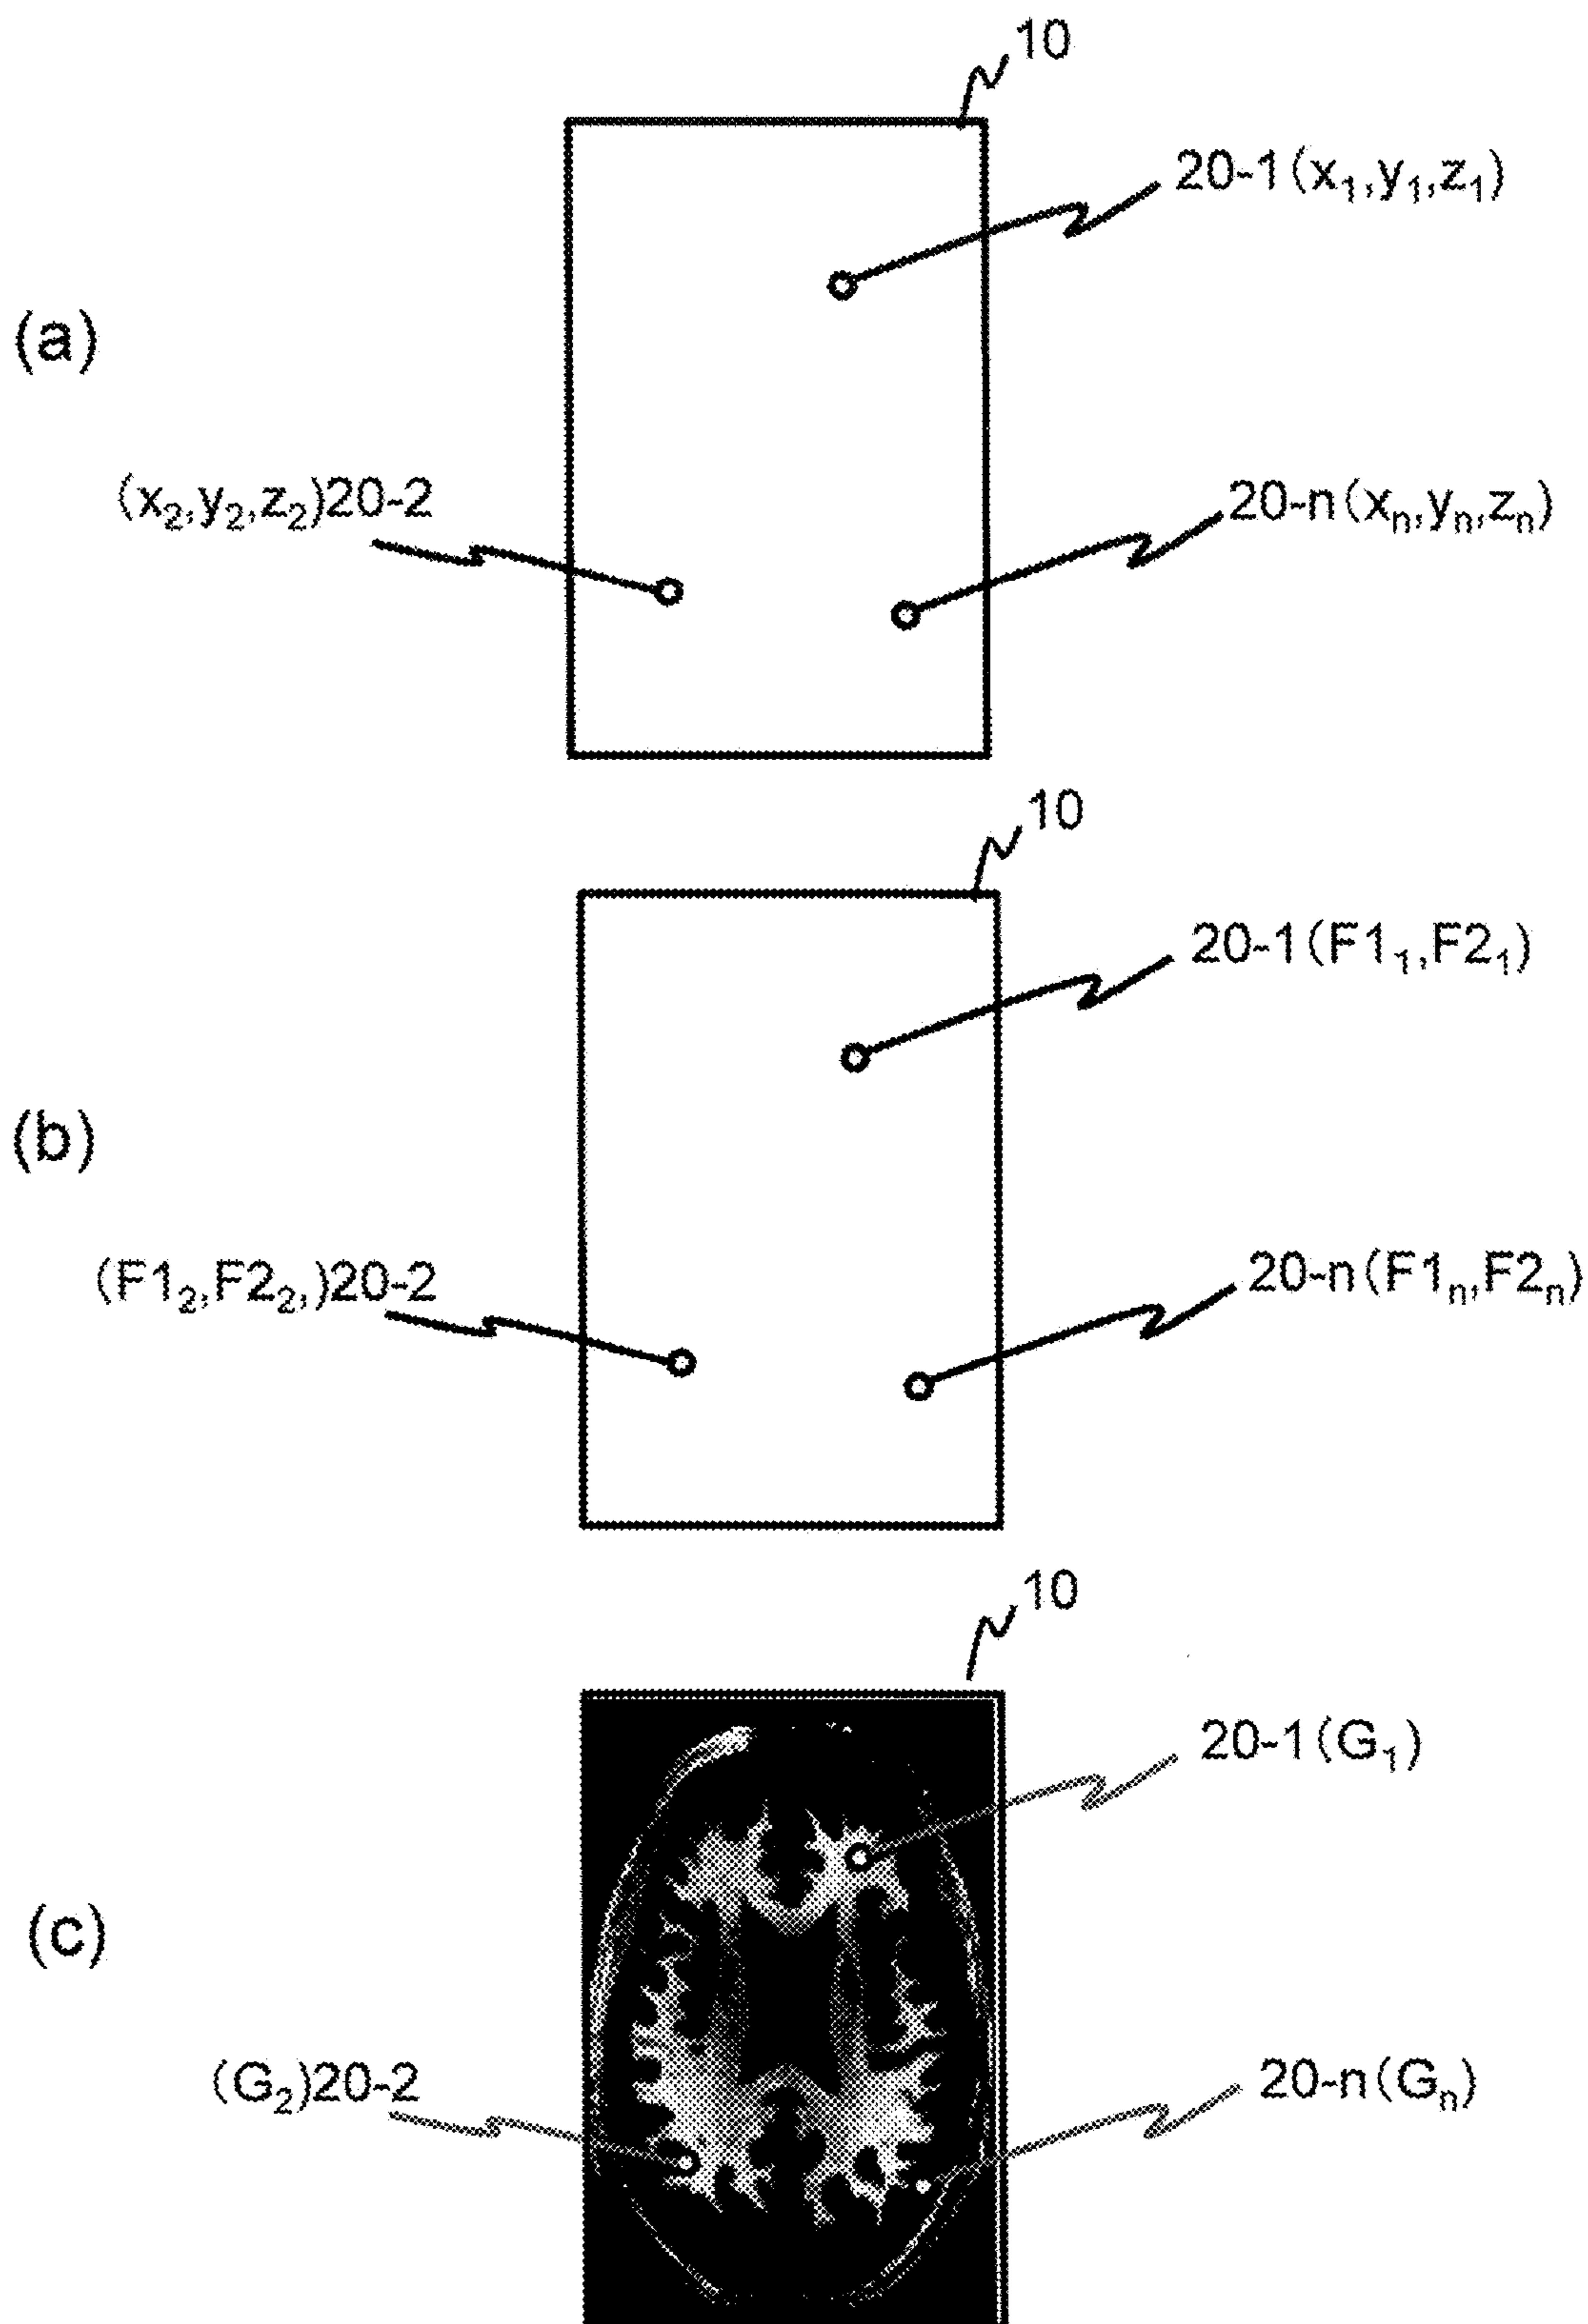 10
20-1(x₁,y₁,z₁)
(a)
(x₂,y₂,z₂)20-2
20-n(xₙ,yₙ,zₙ)
10
20-1(F1₁,F2₁)
(b)
(F1₂,F2₂,)20-2
20-n(F1ₙ,F2ₙ)
10
20-1(G₁)
(c)
(G₂)20-2
20-n(Gₙ)